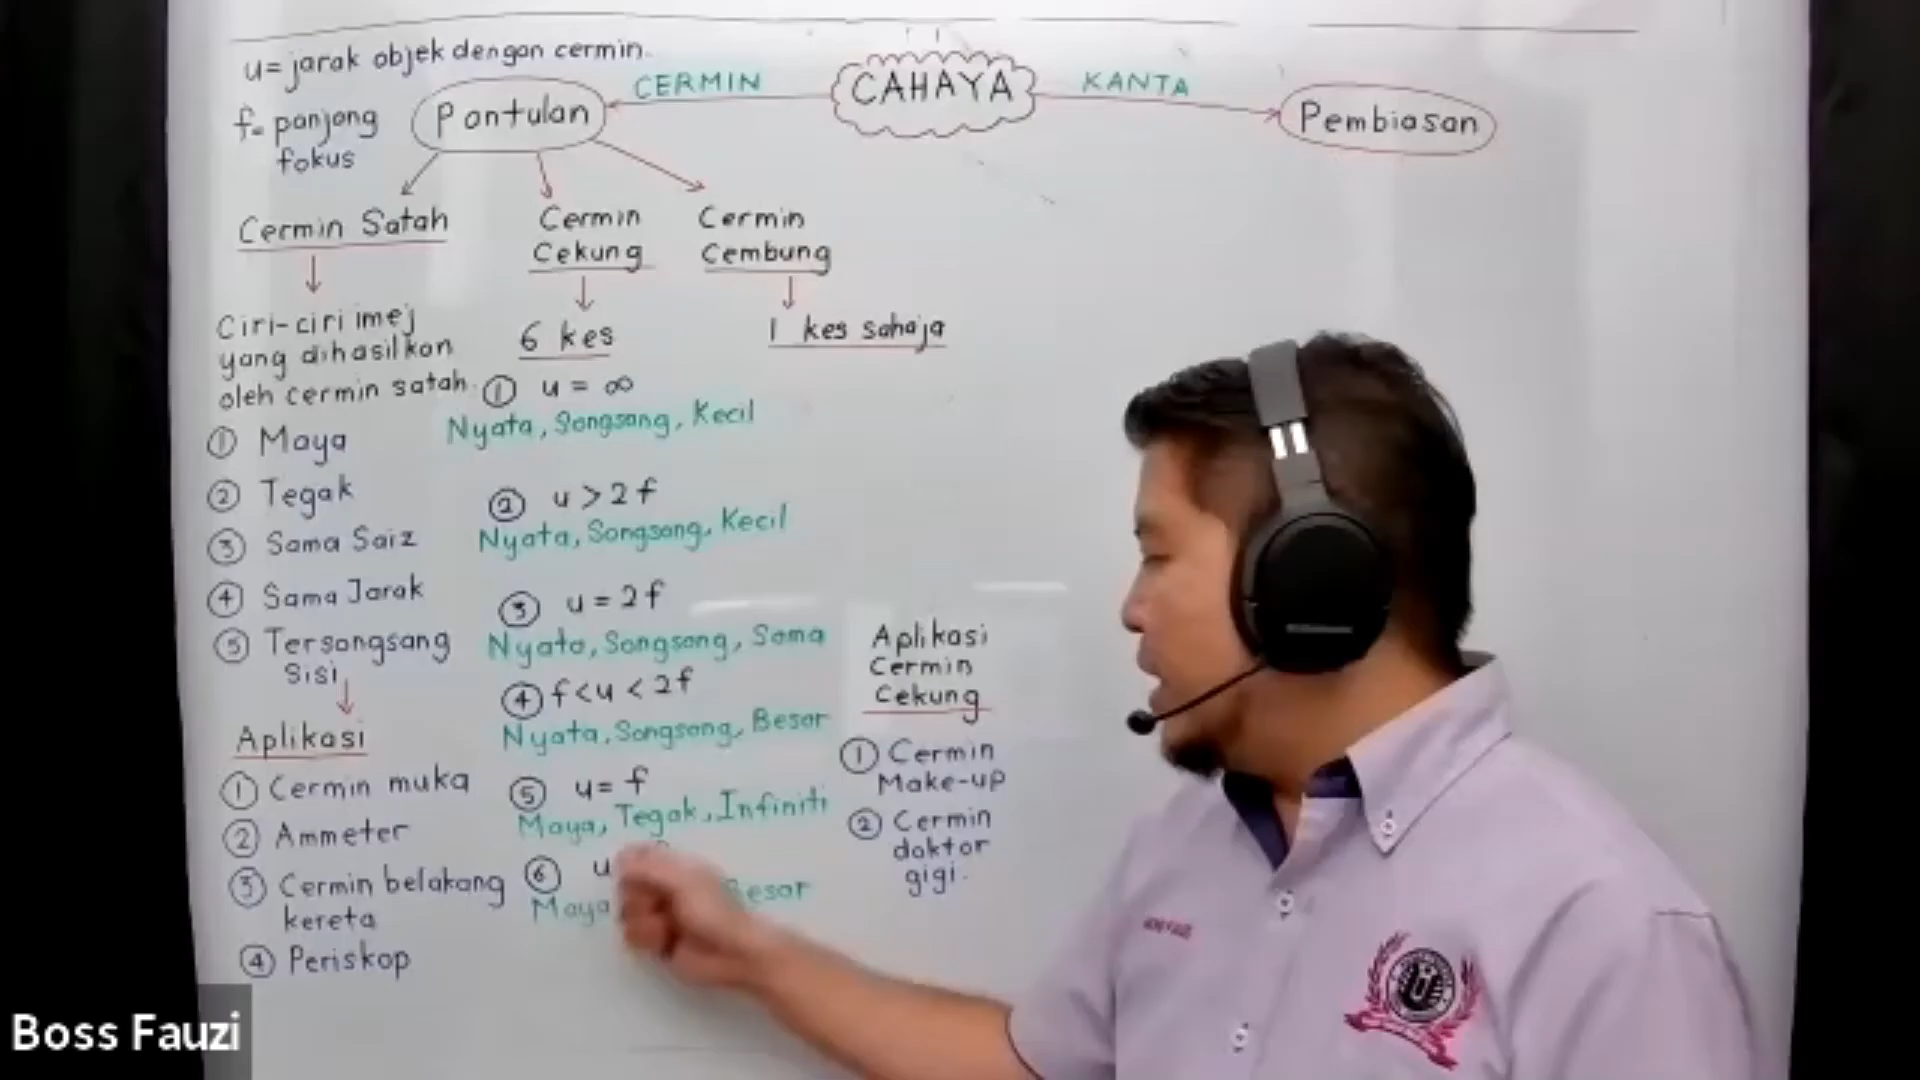 u= jarak objek dengan cermin.
f= panjang
fokus
Pantulan
CERMIN
CAHAYA
KANTA
Pembiasan
Cermin Satah
Ciri-ciri imej
yang dihasilkan
oleh cermin satah.
① Maya
② Tegak
③ Sama Saiz
④ Sama Jarak
⑤ Tersongsang
Sisi
Aplikasi
① Cermin muka
② Ammeter
③ Cermin belakang
kereta
④ Periskop
Cermin
Cekung
6 kes
① u = ∞
Nyata, Songsang, Kecil
② u > 2f
Nyata, Songsang, Kecil
③ u = 2f
Nyata, Songsang, Sama
④ f < u < 2f
Nyata, Songsang, Besar
⑤ u = f
Maya, Tegak, Infiniti
⑥ u
Maya Besar
Cermin
Cembung
1 kes sahaja
Aplikasi
Cermin
Cekung
① Cermin
Make-up
② Cermin
doktor
gigi.
Boss Fauzi